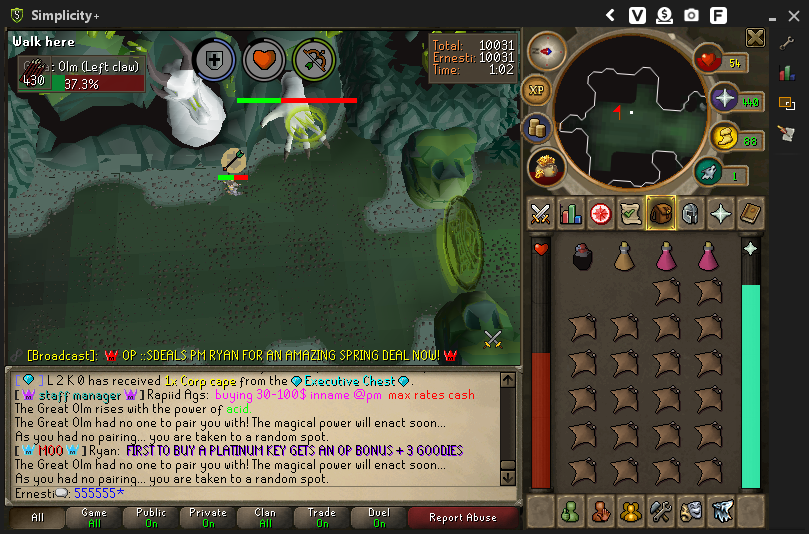 Simplicity+
Walk here
Great Olm (Left claw)
430
37.3%
Total: 10031
Ernesti: 10031
Time: 1:02
XP
54
440
66
1
[Broadcast]: OP ::SDEALS PM RYAN FOR AN AMAZING SPRING DEAL NOW!
[ ] L 2 K 0 has received 1x Corp cape from the Executive Chest.
[ staff manager ] Rapiid Ags: buying 30-100$ inname @pm max rates cash
The Great Olm rises with the power of acid.
The Great Olm had no one to pair you with! The magical power will enact soon...
As you had no pairing... you are taken to a random spot.
[ MOO ] Ryan: FIRST TO BUY A PLATINUM KEY GETS AN OP BONUS + 3 GOODIES
The Great Olm had no one to pair you with! The magical power will enact soon...
As you had no pairing... you are taken to a random spot.
Ernesti: 555555*
All
Game
All
Public
On
Private
On
Clan
All
Trade
On
Duel
On
Report Abuse